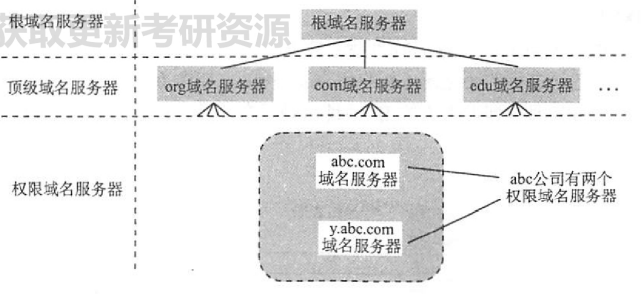 获取更新考研资源
根域名服务器
根域名服务器
顶级域名服务器
org域名服务器
com域名服务器
edu域名服务器
…
权限域名服务器
abc.com
域名服务器
y.abc.com
域名服务器
abc公司有两个
权限域名服务器